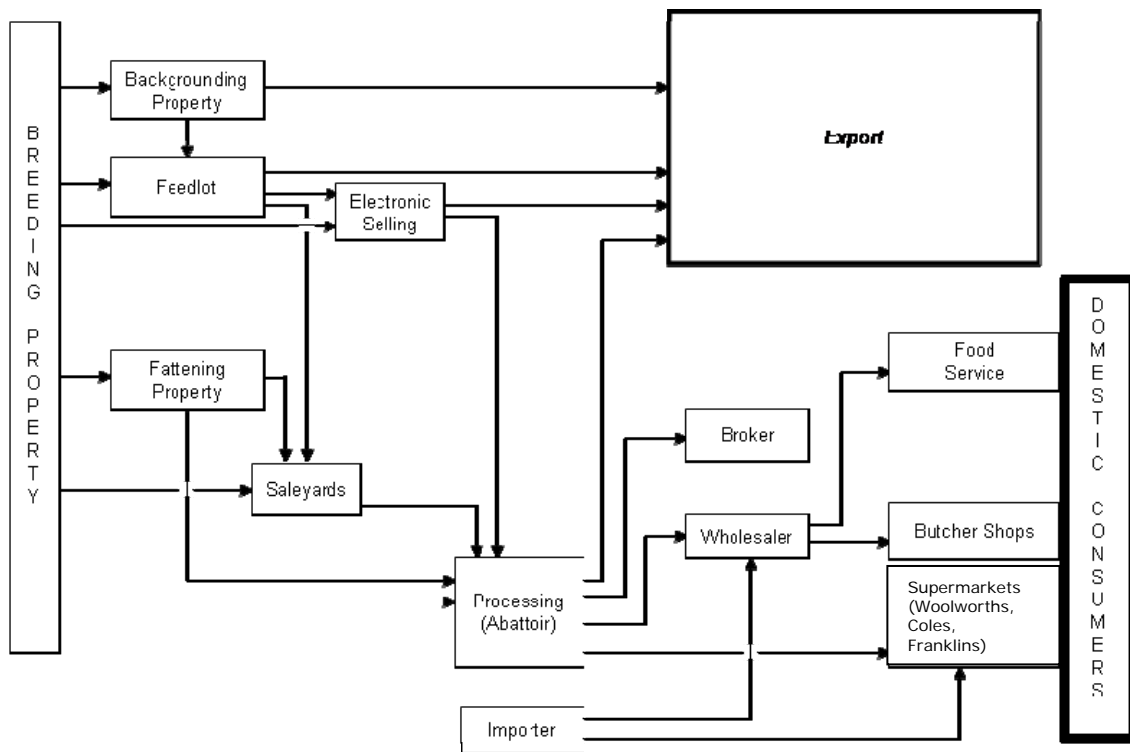 BREEDING PROPERTY
Backgrounding
Property
Feedlot
Electronic
Selling
Export
Fattening
Property
Saleyards
Broker
Wholesaler
Processing
(Abattoir)
Importer
Food
Service
Butcher Shops
Supermarkets
(Woolworths,
Coles,
Franklins)
DOMESTIC CONSUMERS